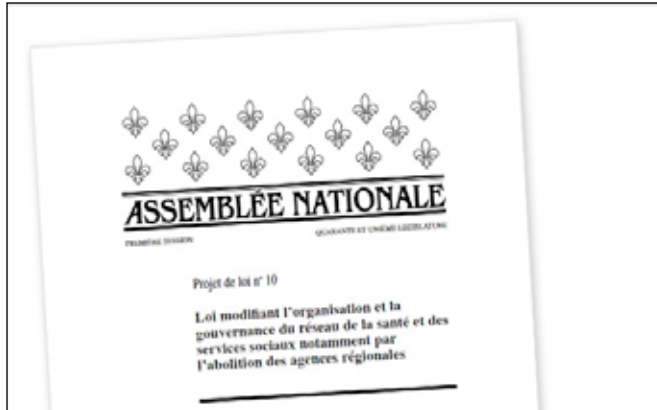 ASSEMBLÉE NATIONALE
PREMIÈRE SESSION QUARANTE ET UNIÈME LÉGISLATURE
Projet de loi n° 10
Loi modifiant l'organisation et la
gouvernance du réseau de la santé et des
services sociaux notamment par
l'abolition des agences régionales